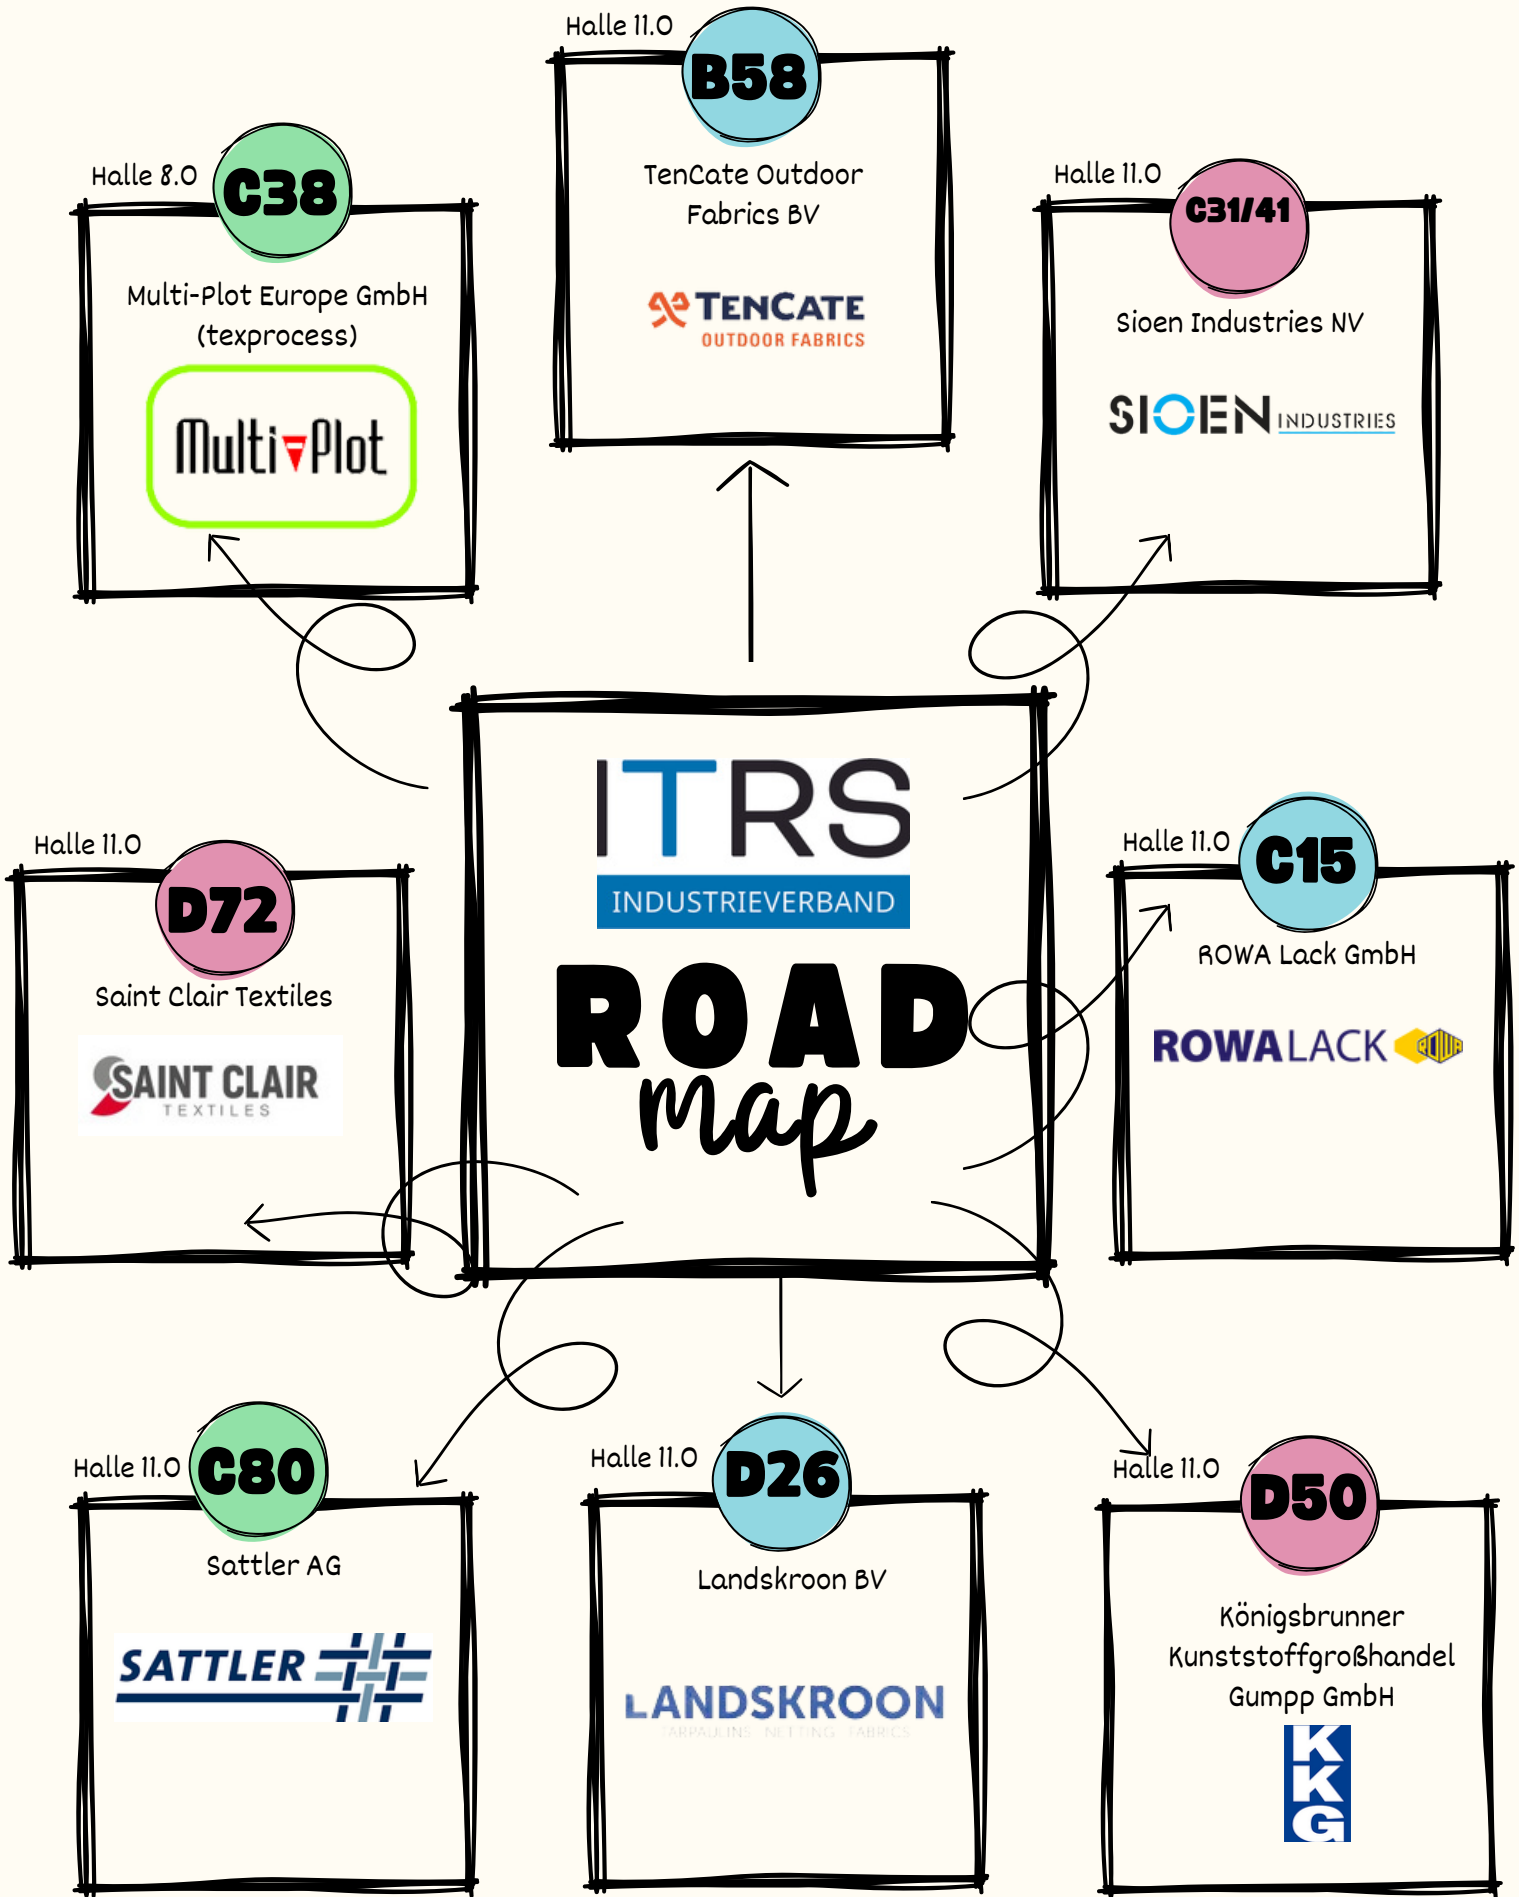 Halle 11.0
B58
TenCate Outdoor
Fabrics BV
TENCATE
OUTDOOR FABRICS
Halle 8.0
C38
Multi-Plot Europe GmbH
(texprocess)
Multi Plot
Halle 11.0
C31/41
Sioen Industries NV
SIOEN INDUSTRIES
ITRS
INDUSTRIEVERBAND
ROAD
map
Halle 11.0
D72
Saint Clair Textiles
SAINT CLAIR
TEXTILES
Halle 11.0
C15
ROWA Lack GmbH
ROWALACK ROWA
Halle 11.0
C80
Sattler AG
SATTLER
Halle 11.0
D26
Landskroon BV
LANDSKROON
TARPAULINS NETTING FABRICS
Halle 11.0
D50
Königsbrunner
Kunststoffgroßhandel
Gumpp GmbH
K
K
G